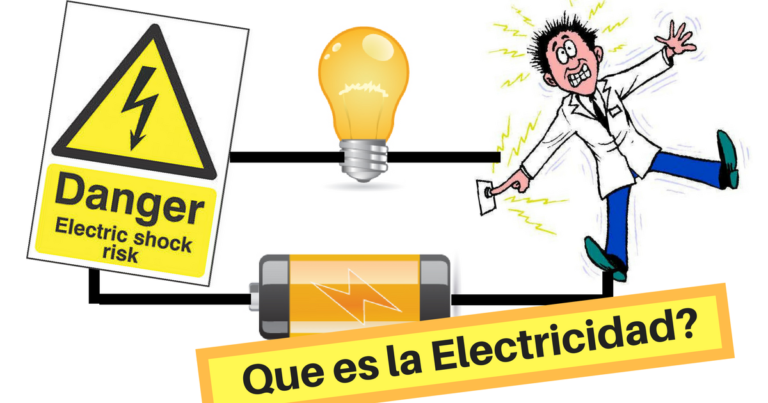 Danger
Electric shock
risk
Que es la Electricidad?